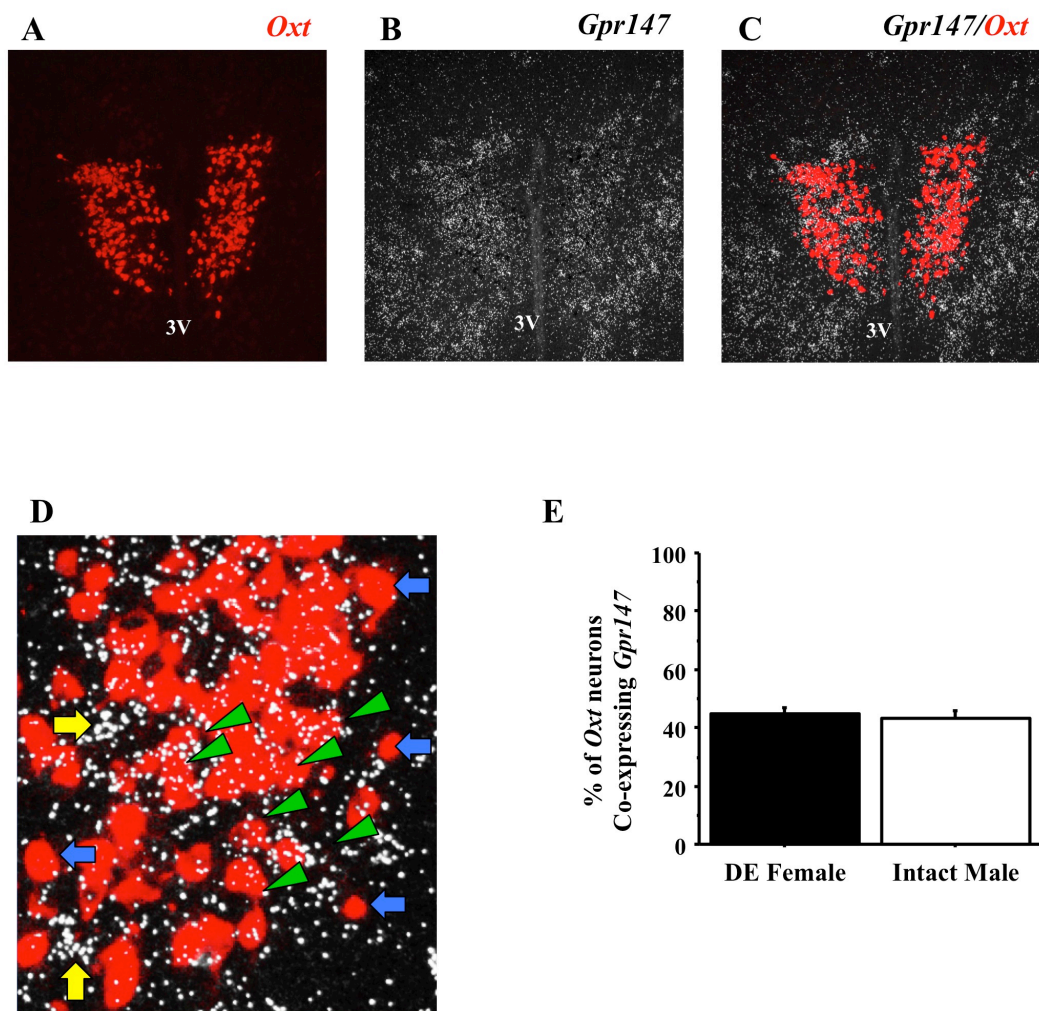 A
Oxt
3V
B
Gpr147
3V
C
Gpr147/Oxt
3V
D
E
% of Oxt neurons
Co-expressing Gpr147
100
80
60
40
20
0
DE Female
Intact Male